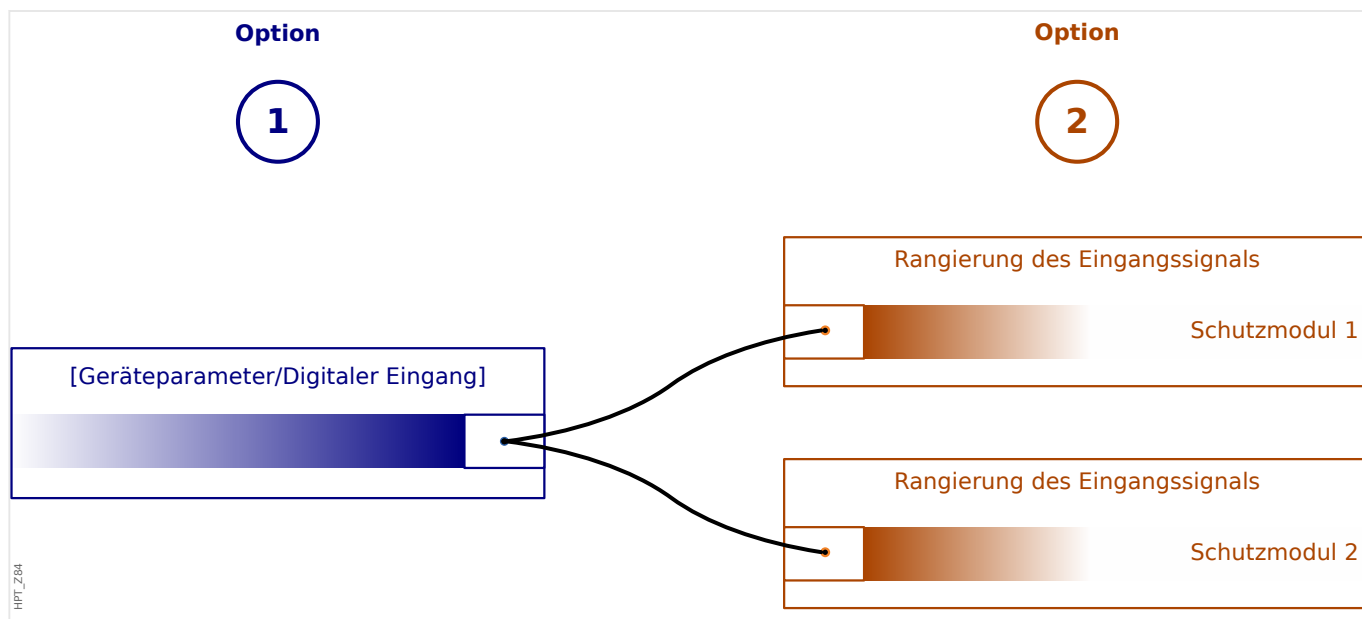 Option
1
Option
2
[Geräteparameter/Digitaler Eingang]
Rangierung des Eingangssignals
Schutzmodul 1
Rangierung des Eingangssignals
Schutzmodul 2
HPT_Z84